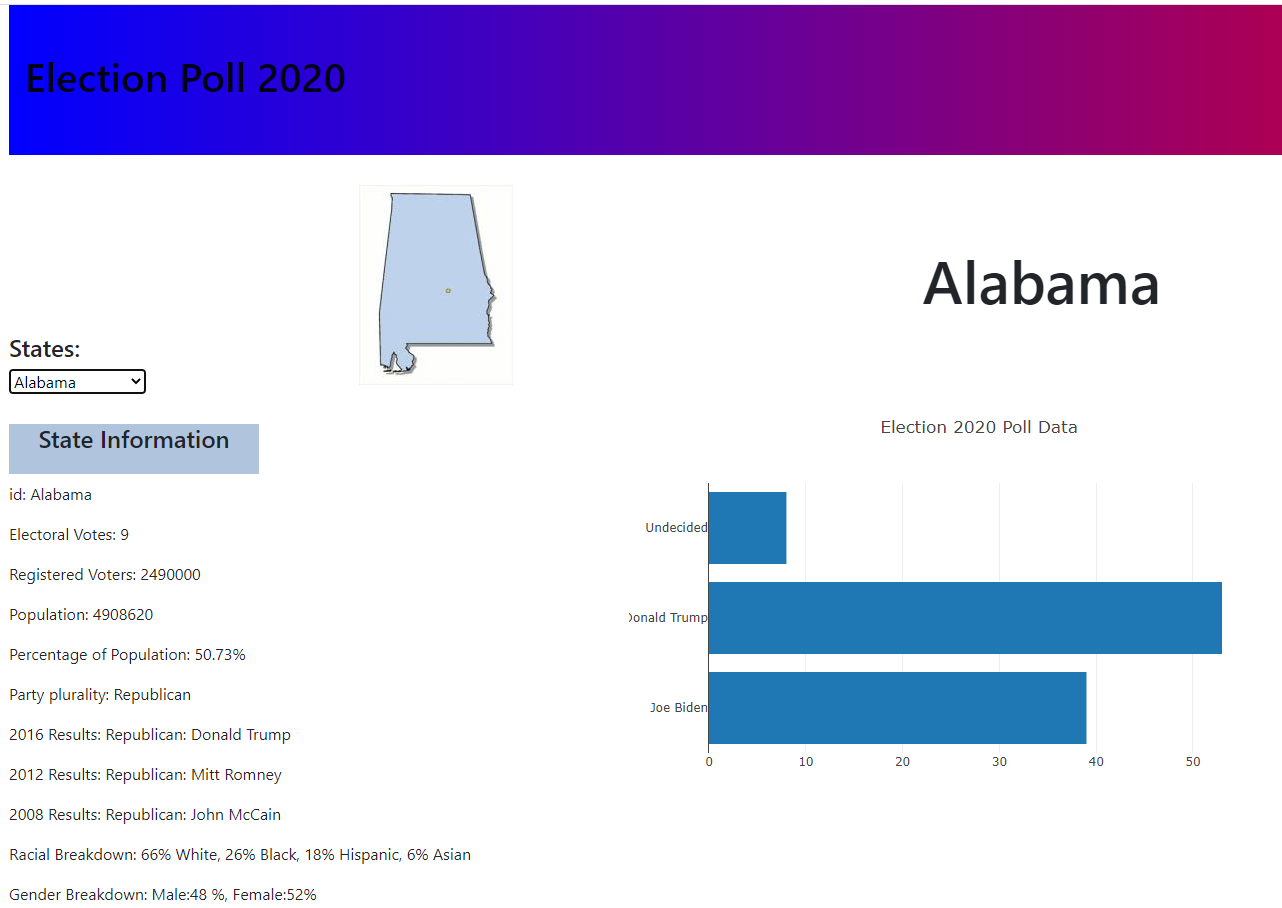 Election Poll 2020
Alabama
States:
Alabama
State Information
id: Alabama
Electoral Votes: 9
Registered Voters: 2490000
Population: 4908620
Percentage of Population: 50.73%
Party plurality: Republican
2016 Results: Republican: Donald Trump
2012 Results: Republican: Mitt Romney
2008 Results: Republican: John McCain
Racial Breakdown: 66% White, 26% Black, 18% Hispanic, 6% Asian
Gender Breakdown: Male:48 %, Female:52%
Election 2020 Poll Data
Undecided
Donald Trump
Joe Biden
0 10 20 30 40 50